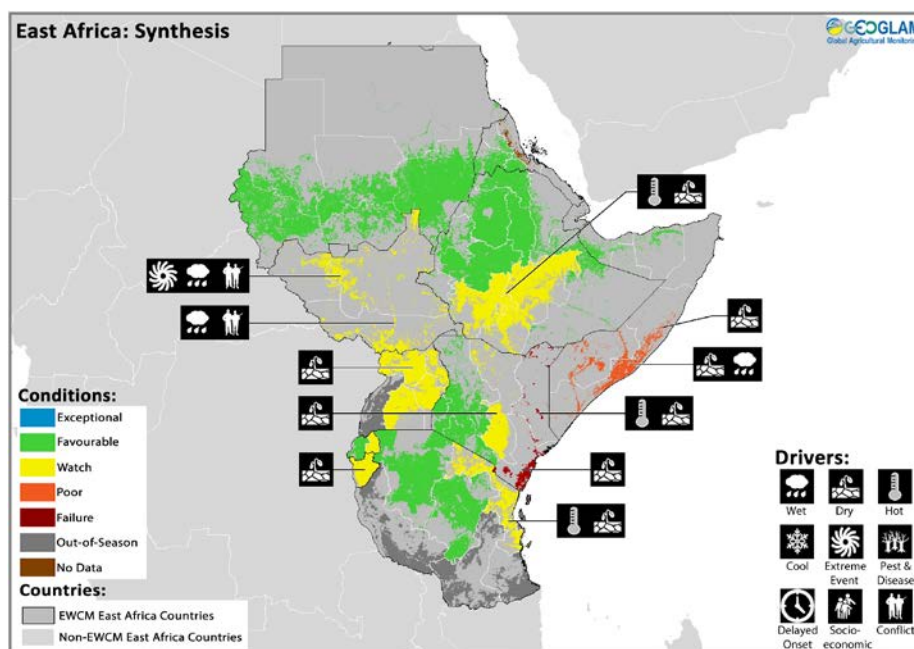 East Africa: Synthesis
GEOGLAM
Global Agricultural Monitorin
Conditions:
Exceptional
Favourable
Watch
Poor
Failure
Out-of-Season
No Data
Countries:
EWCM East Africa Countries
Non-EWCM East Africa Countries
Drivers:
Wet Dry Hot
Cool Extreme Event Pest & Disease
Delayed Onset Socio-economic Conflict